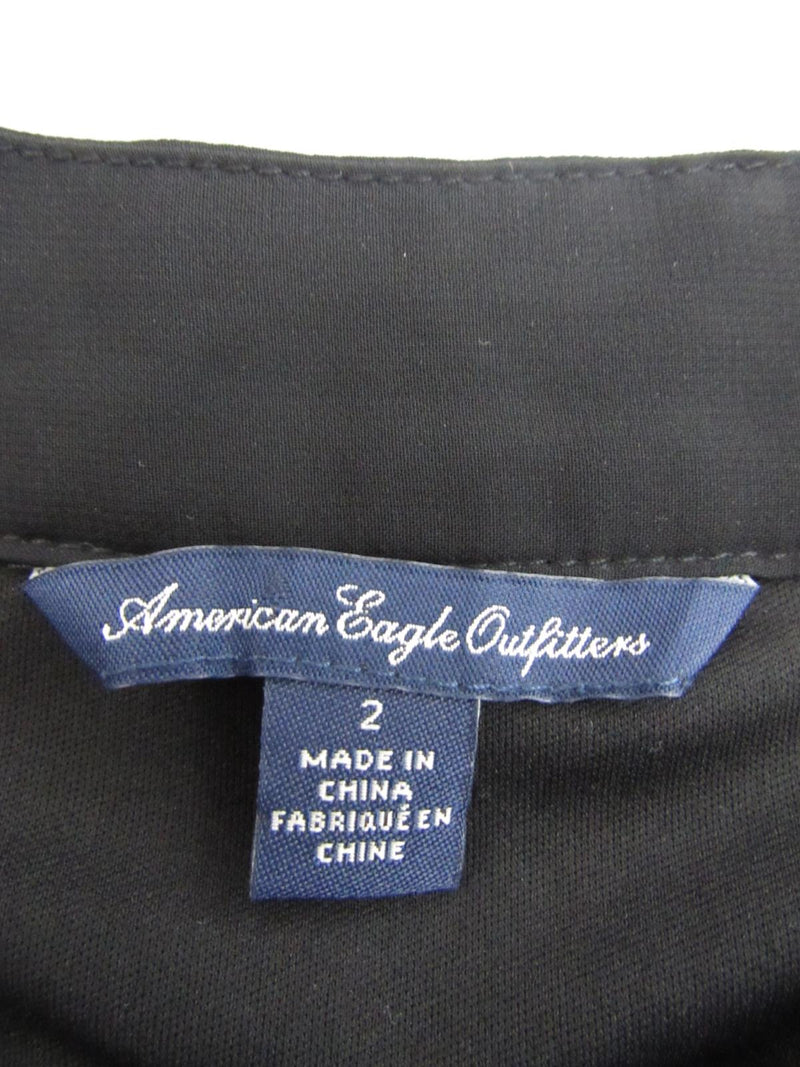 American Eagle Outfitters
2
MADE IN
CHINA
FABRIQUÉ EN
CHINE